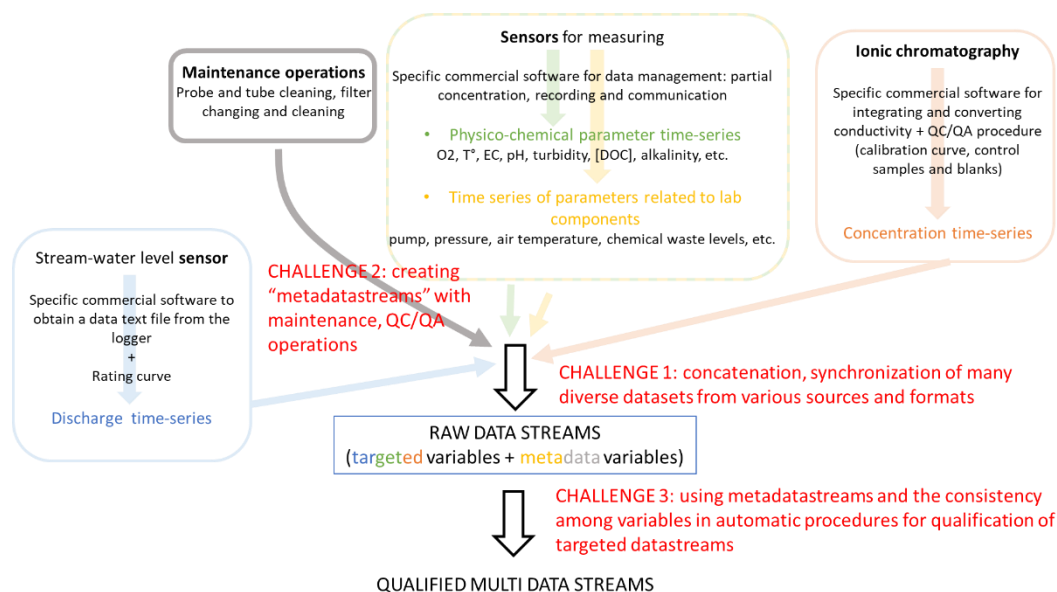 Maintenance operations
Probe and tube cleaning, filter
changing and cleaning
Sensors for measuring
Specific commercial software for data management: partial
concentration, recording and communication
• Physico-chemical parameter time-series
O2, T°, EC, pH, turbidity, [DOC], alkalinity, etc.
• Time series of parameters related to lab
components
pump, pressure, air temperature, chemical waste levels, etc.
Ionic chromatography
Specific commercial software for
integrating and converting
conductivity + QC/QA procedure
(calibration curve, control
samples and blanks)
Concentration time-series
Stream-water level sensor
Specific commercial software to
obtain a data text file from the
logger
+
Rating curve
Discharge time-series
CHALLENGE 2: creating
“metadatastreams” with
maintenance, QC/QA
operations
CHALLENGE 1: concatenation, synchronization of many
diverse datasets from various sources and formats
RAW DATA STREAMS
(targeted variables + metadata variables)
CHALLENGE 3: using metadatastreams and the consistency
among variables in automatic procedures for qualification of
targeted datastreams
QUALIFIED MULTI DATA STREAMS